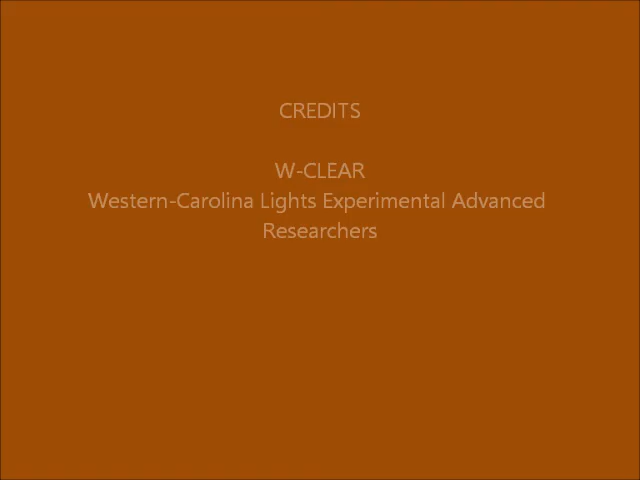 CREDITS
W-CLEAR
Western-Carolina Lights Experimental Advanced
Researchers